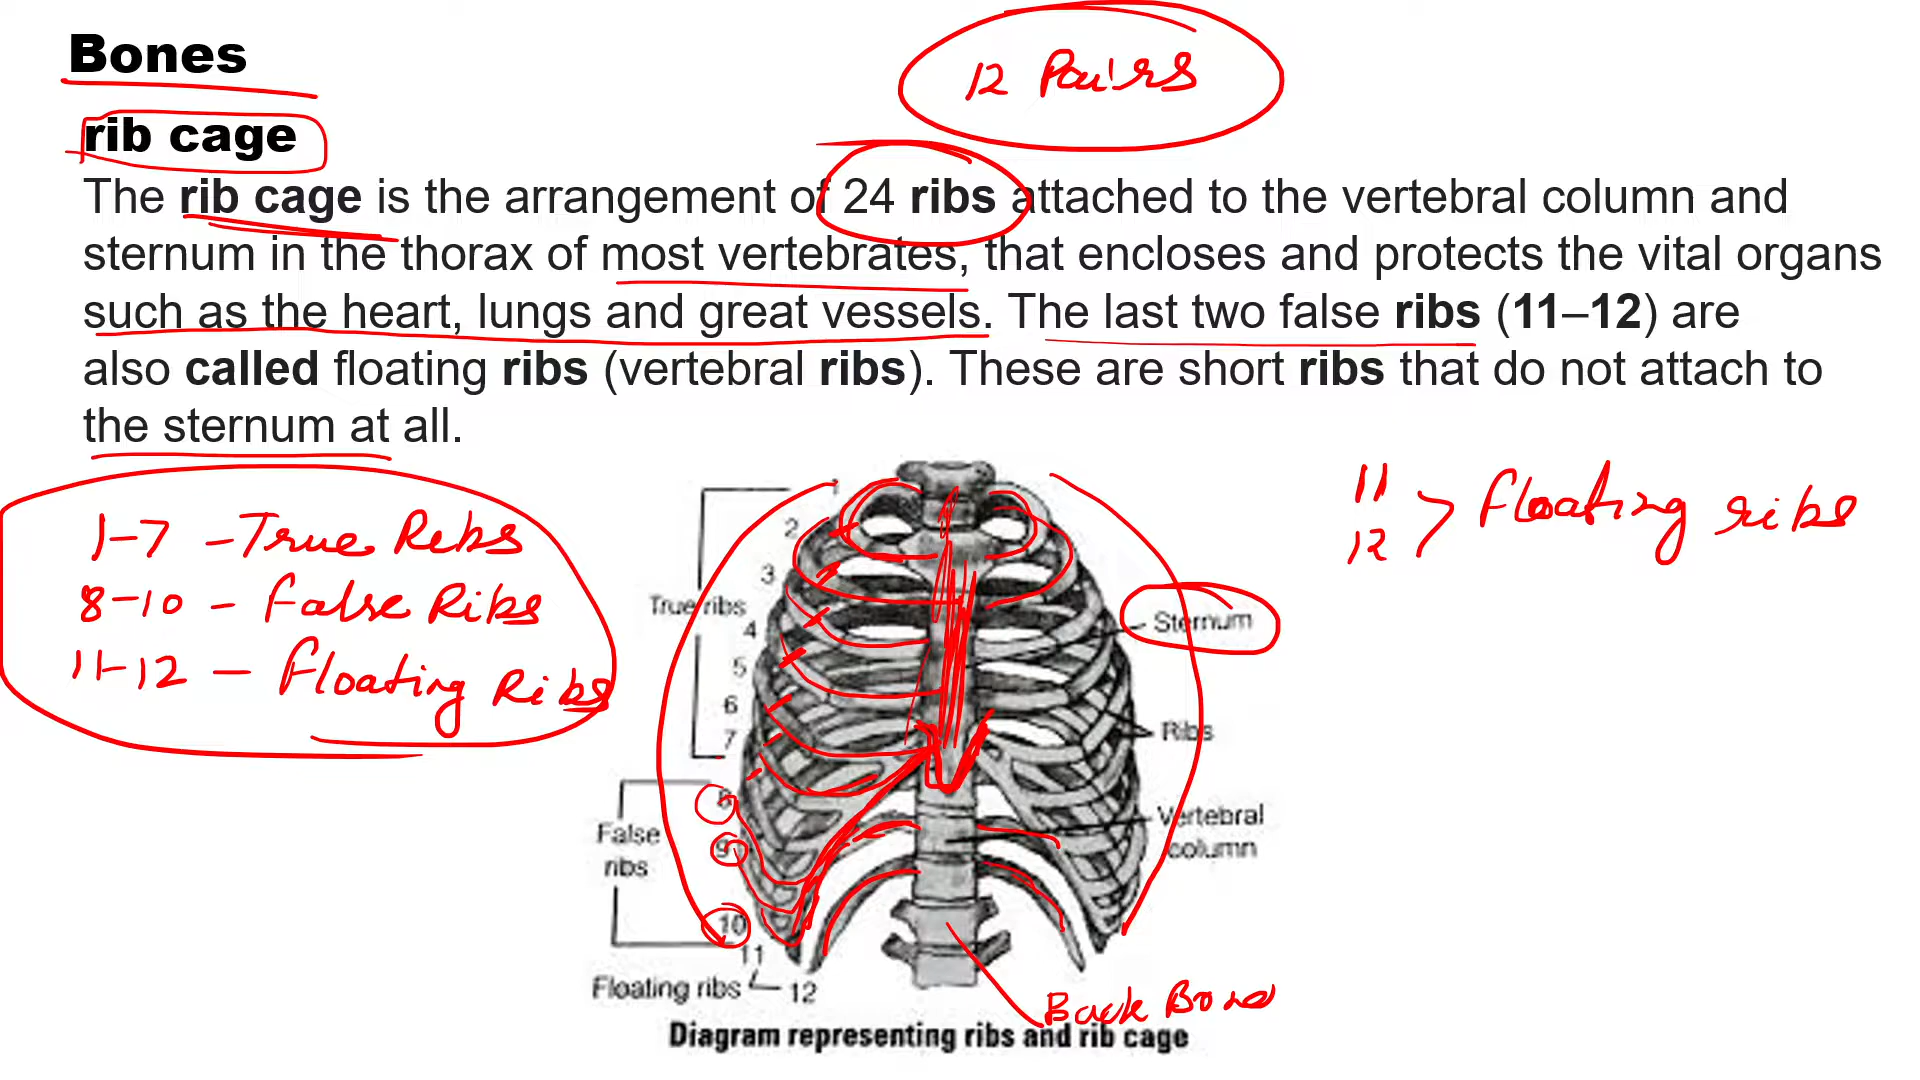 Bones
12 Pairs
rib cage
The rib cage is the arrangement of 24 ribs attached to the vertebral column and
sternum in the thorax of most vertebrates, that encloses and protects the vital organs
such as the heart, lungs and great vessels. The last two false ribs (11–12) are
also called floating ribs (vertebral ribs). These are short ribs that do not attach to
the sternum at all.
1-7 - True Ribs
8-10 - False Ribs
11-12 - Floating Ribs
11
12 > Floating ribs
1
2
3
True ribs
4
5
6
7
8
False
ribs
9
10
11
Floating ribs
12
Sternum
Ribs
Vertebral
column
Back Bone
Diagram representing ribs and rib cage